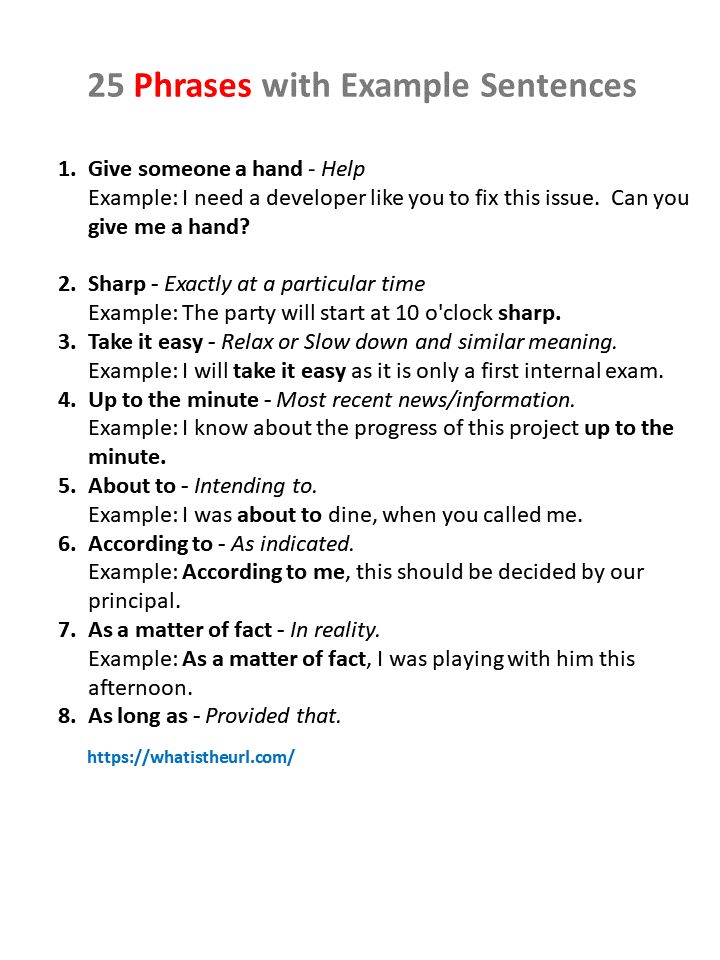 25 Phrases with Example Sentences
1. Give someone a hand - Help
Example: I need a developer like you to fix this issue.  Can you
give me a hand?
2. Sharp - Exactly at a particular time
Example: The party will start at 10 o'clock sharp.
3. Take it easy - Relax or Slow down and similar meaning.
Example: I will take it easy as it is only a first internal exam.
4. Up to the minute - Most recent news/information.
Example: I know about the progress of this project up to the
minute.
5. About to - Intending to.
Example: I was about to dine, when you called me.
6. According to - As indicated.
Example: According to me, this should be decided by our
principal.
7. As a matter of fact - In reality.
Example: As a matter of fact, I was playing with him this
afternoon.
8. As long as - Provided that.
https://whatistheurl.com/